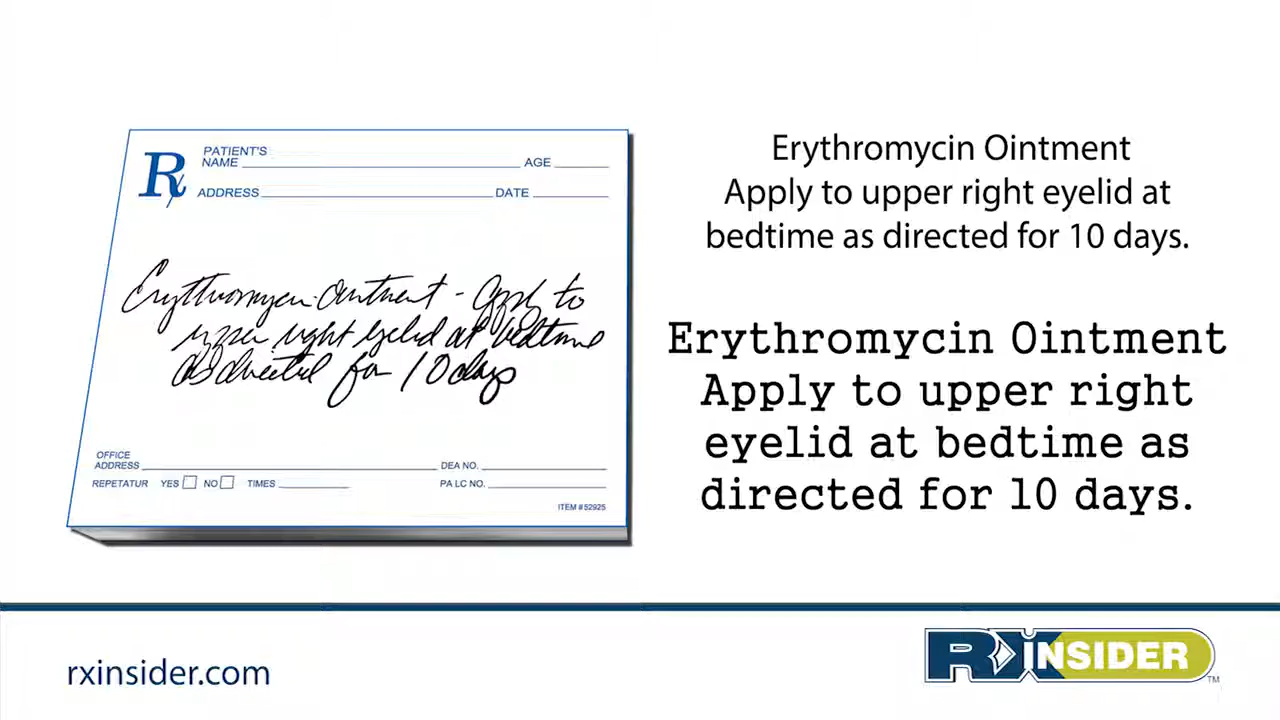 Rx
PATIENT'S
NAME AGE
ADDRESS DATE
Erythromycin Ointment - Apply to
upper right eyelid at bedtime
as directed for 10 days
OFFICE
ADDRESS DEA NO.
REPETATUR YES NO TIMES PA LC NO.
ITEM #52925
Erythromycin Ointment
Apply to upper right eyelid at
bedtime as directed for 10 days.
Erythromycin Ointment
Apply to upper right
eyelid at bedtime as
directed for 10 days.
rxinsider.com
RXINSIDER™